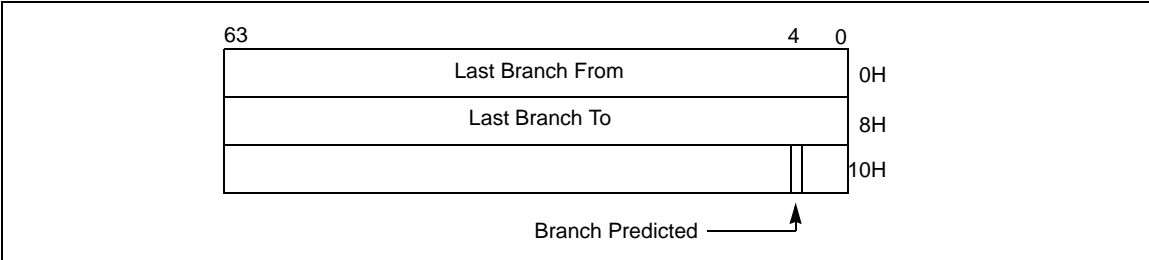 63 4 0
Last Branch From 0H
Last Branch To 8H
10H
Branch Predicted